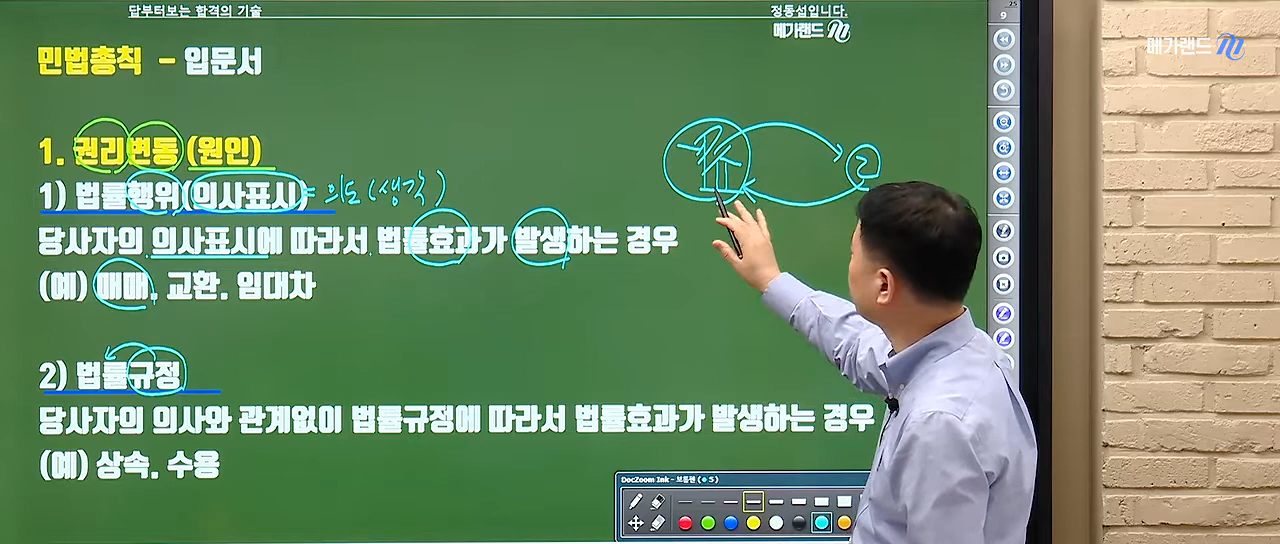 답부터보는 합격의 기술
정동섭입니다.
메가랜드
메가랜드
민법총칙 - 입문서
1. 권리변동 (원인)
1) 법률행위(의사표시) = 의도(생각)
당사자의 의사표시에 따라서 법률효과가 발생하는 경우
(예) 매매, 교환, 임대차
2) 법률규정
당사자의 의사와 관계없이 법률규정에 따라서 법률효과가 발생하는 경우
(예) 상속, 수용
DocZoom Ink - 보통펜 ( 5 )
25
9